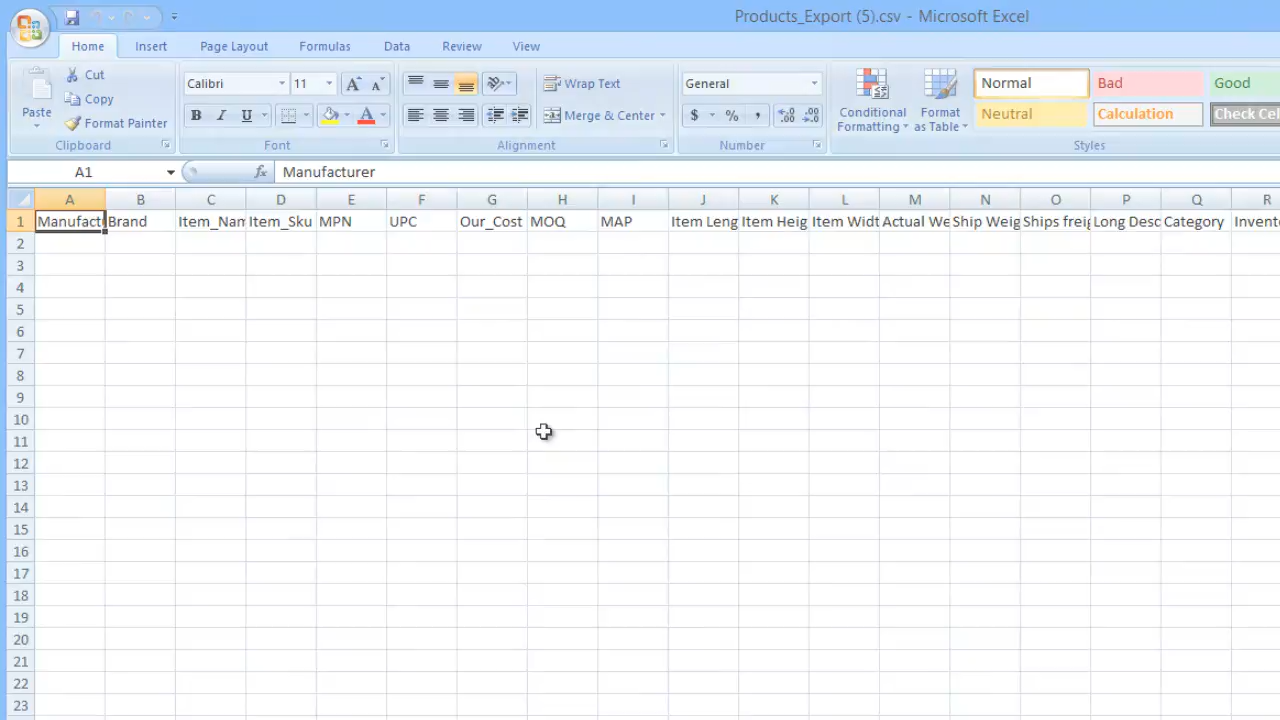 Products_Export (5).csv - Microsoft Excel
Home Insert Page Layout Formulas Data Review View
Paste Cut Copy Format Painter
Calibri 11 A A
B I U A
Wrap Text
Merge & Center
General
$ % ,
Conditional Formatting
Format as Table
Normal Bad Good
Neutral Calculation Check Cel
Clipboard Font Alignment Number Styles
A1 fx Manufacturer
A B C D E F G H I J K L M N O P Q R
1 Manufact Brand Item_Nam Item_Sku MPN UPC Our_Cost MOQ MAP Item Leng Item Heig Item Widt Actual We Ship Weig Ships freig Long Desc Category Invento
2
3
4
5
6
7
8
9
10
11
12
13
14
15
16
17
18
19
20
21
22
23